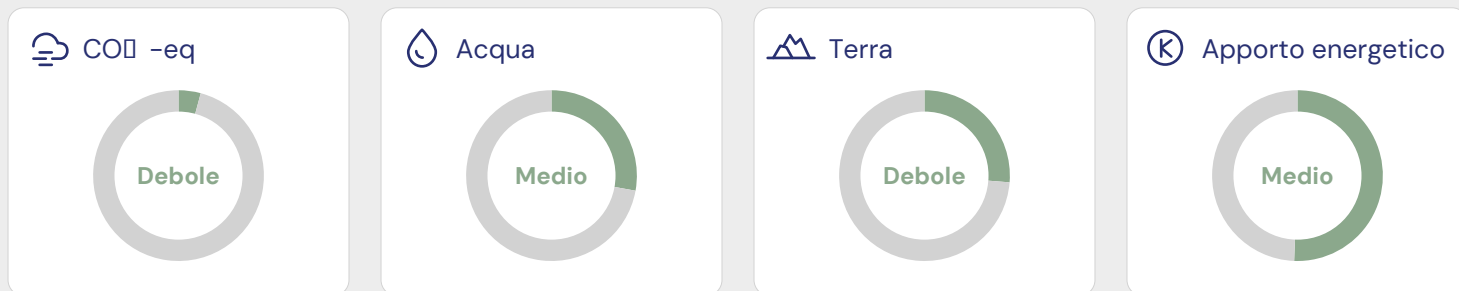 CO▯ -eq
Acqua
Terra
Apporto energetico
Debole
Medio
Debole
Medio